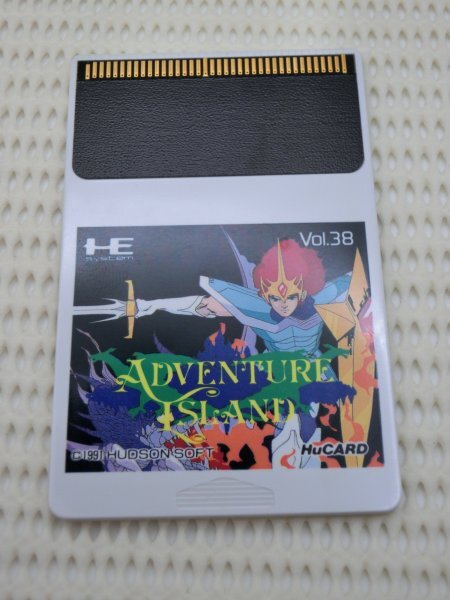 HE
system
Vol.38
ADVENTURE
ISLAND
©1991 HUDSON SOFT
HuCARD